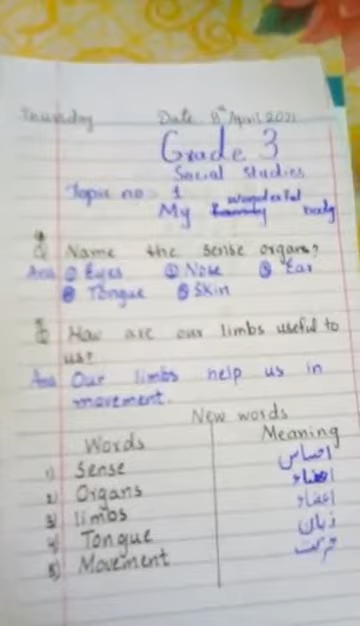 Thursday Date 8th April 2021
Grade 3
Social studies
Topic no 1
My wonderful body
Q Name the sense organs?
Ans ① Eyes ② Nose ③ Ear
④ Tongue ⑤ Skin
Q How are our limbs useful to
us?
Ans Our limbs help us in
movement.
New words
Words Meaning
1) Sense احساس
2) Organs اعضاء
3) limbs اعضاء
4) Tongue زبان
5) Movement حرکت